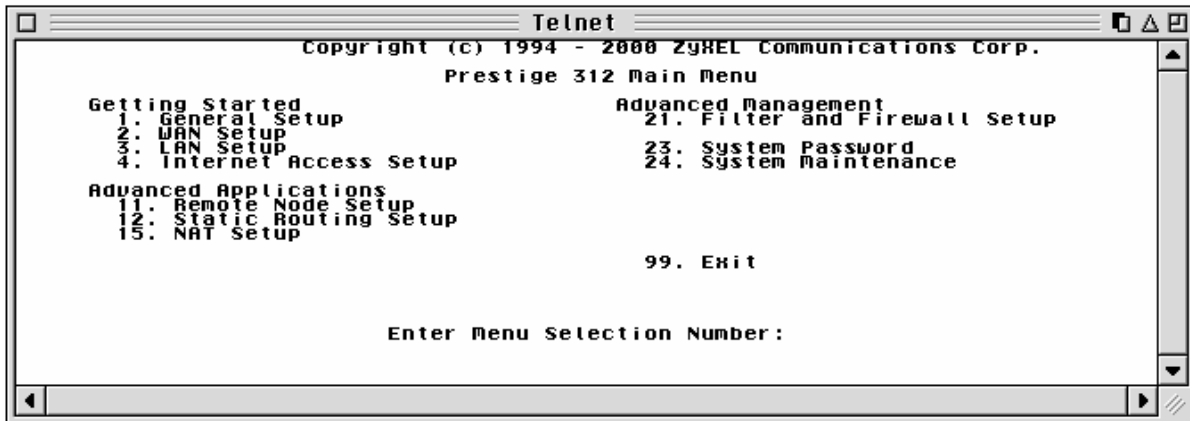 Telnet
Copyright (c) 1994 - 2000 ZyXEL Communications Corp.
Prestige 312 Main Menu
Getting Started
1. General Setup
2. WAN Setup
3. LAN Setup
4. Internet Access Setup
Advanced Applications
11. Remote Node Setup
12. Static Routing Setup
15. NAT Setup
Advanced Management
21. Filter and Firewall Setup
23. System Password
24. System Maintenance
99. Exit
Enter Menu Selection Number: